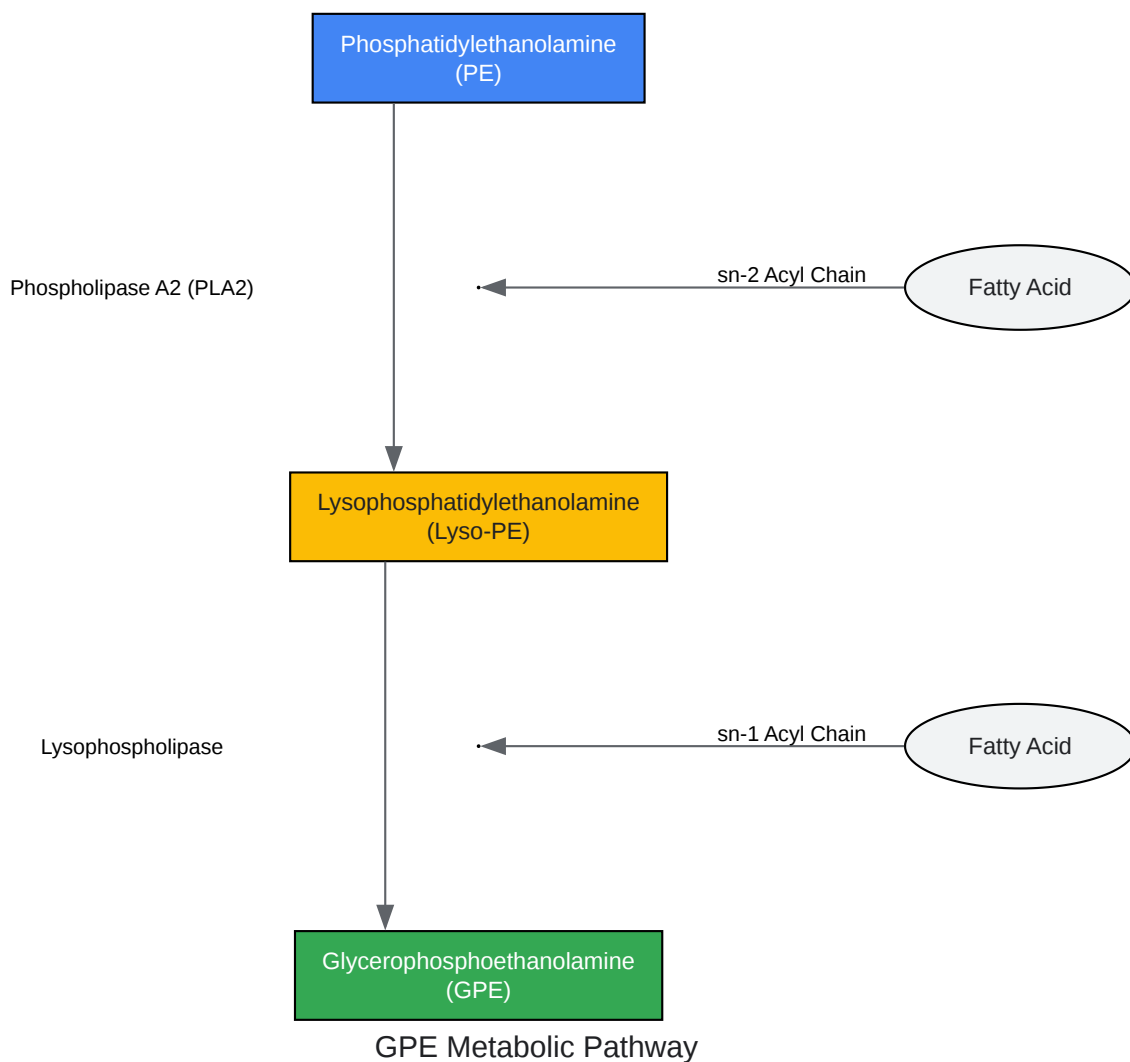 Phosphatidylethanolamine
(PE)
Phospholipase A2 (PLA2)
sn-2 Acyl Chain
Fatty Acid
Lysophosphatidylethanolamine
(Lyso-PE)
Lysophospholipase
sn-1 Acyl Chain
Fatty Acid
Glycerophosphoethanolamine
(GPE)
GPE Metabolic Pathway